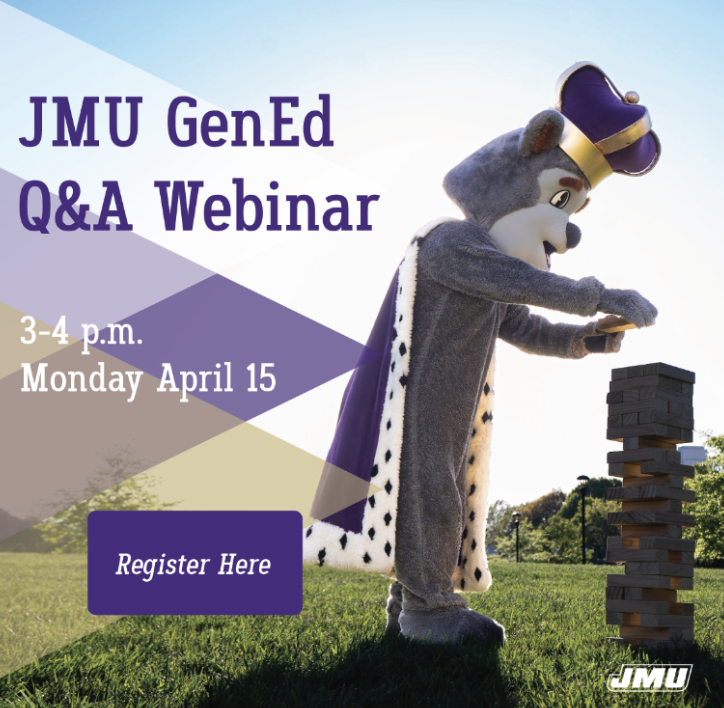 JMU GenEd
Q&A Webinar
3-4 p.m.
Monday April 15
Register Here
JMU